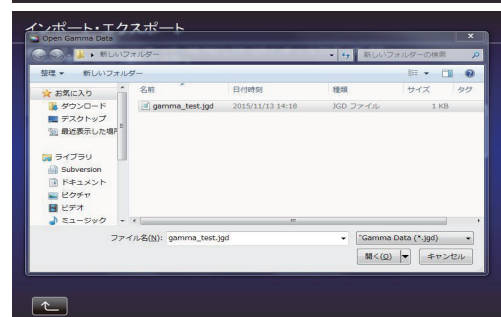 インポート・エクスポート
Open Gamma Data
新しいフォルダー
新しいフォルダーの検索
整理 新しいフォルダー
お気に入り
ダウンロード
デスクトップ
最近表示した場所
ライブラリ
Subversion
ドキュメント
ピクチャ
ビデオ
ミュージック
名前 日付時刻 種類 サイズ タグ
gamma_test.jgd 2015/11/13 14:18 JGD ファイル 1 KB
ファイル名(N): gamma_test.jgd
"Gamma Data (*.jgd)
開く(O) キャンセル